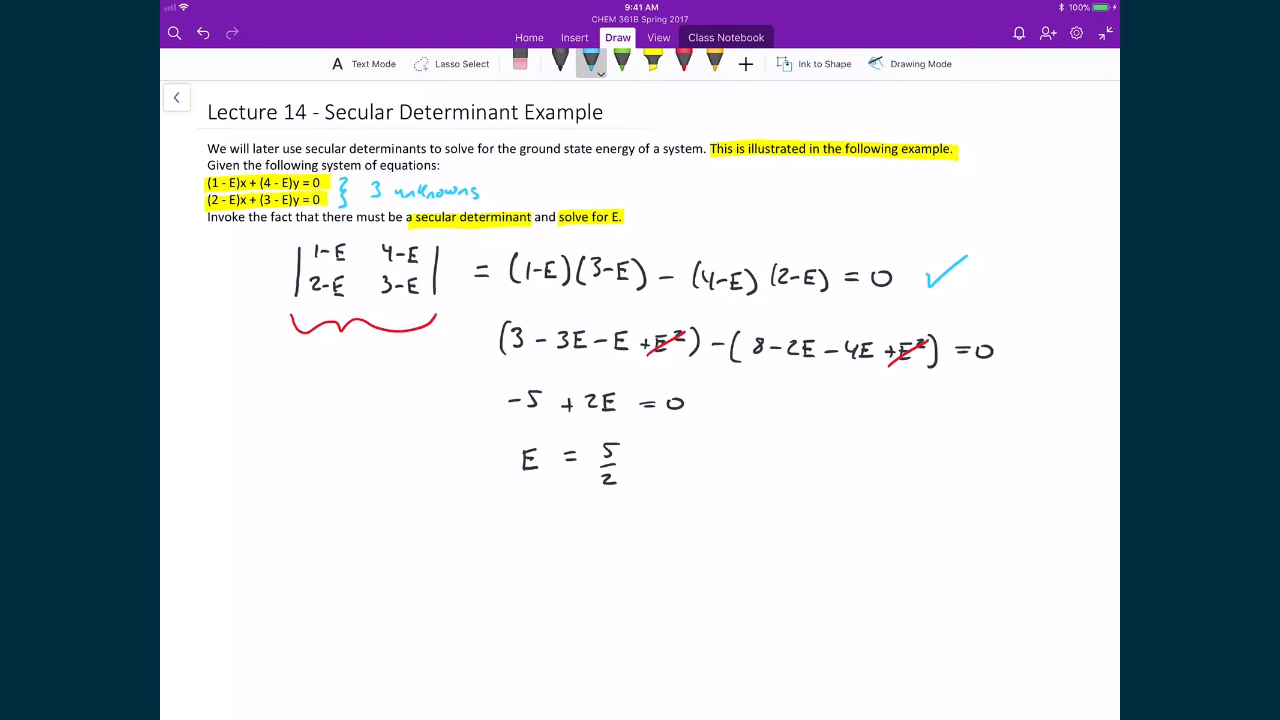 9:41 AM
100%
CHEM 361B Spring 2017
Home Insert Draw View Class Notebook
A Text Mode Lasso Select Ink to Shape Drawing Mode
Lecture 14 - Secular Determinant Example
We will later use secular determinants to solve for the ground state energy of a system. This is illustrated in the following example.
Given the following system of equations:
(1 - E)x + (4 - E)y = 0
(2 - E)x + (3 - E)y = 0
} 3 unknowns
Invoke the fact that there must be a secular determinant and solve for E.
| 1-E 4-E |
| 2-E 3-E | = (1-E)(3-E) - (4-E)(2-E) = 0 ✓
(3 - 3E - E + E²) - (8 - 2E - 4E + E²) = 0
-5 + 2E = 0
E = 5/2